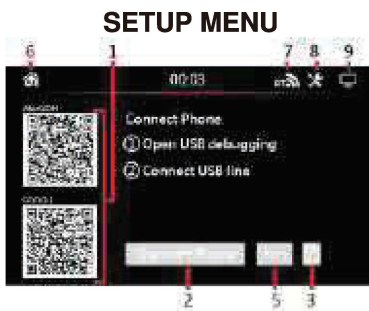 SETUP MENU
6 1 7 8 9
00:03
Connect Phone
① Open USB debugging
② Connect USB line
2 5 3